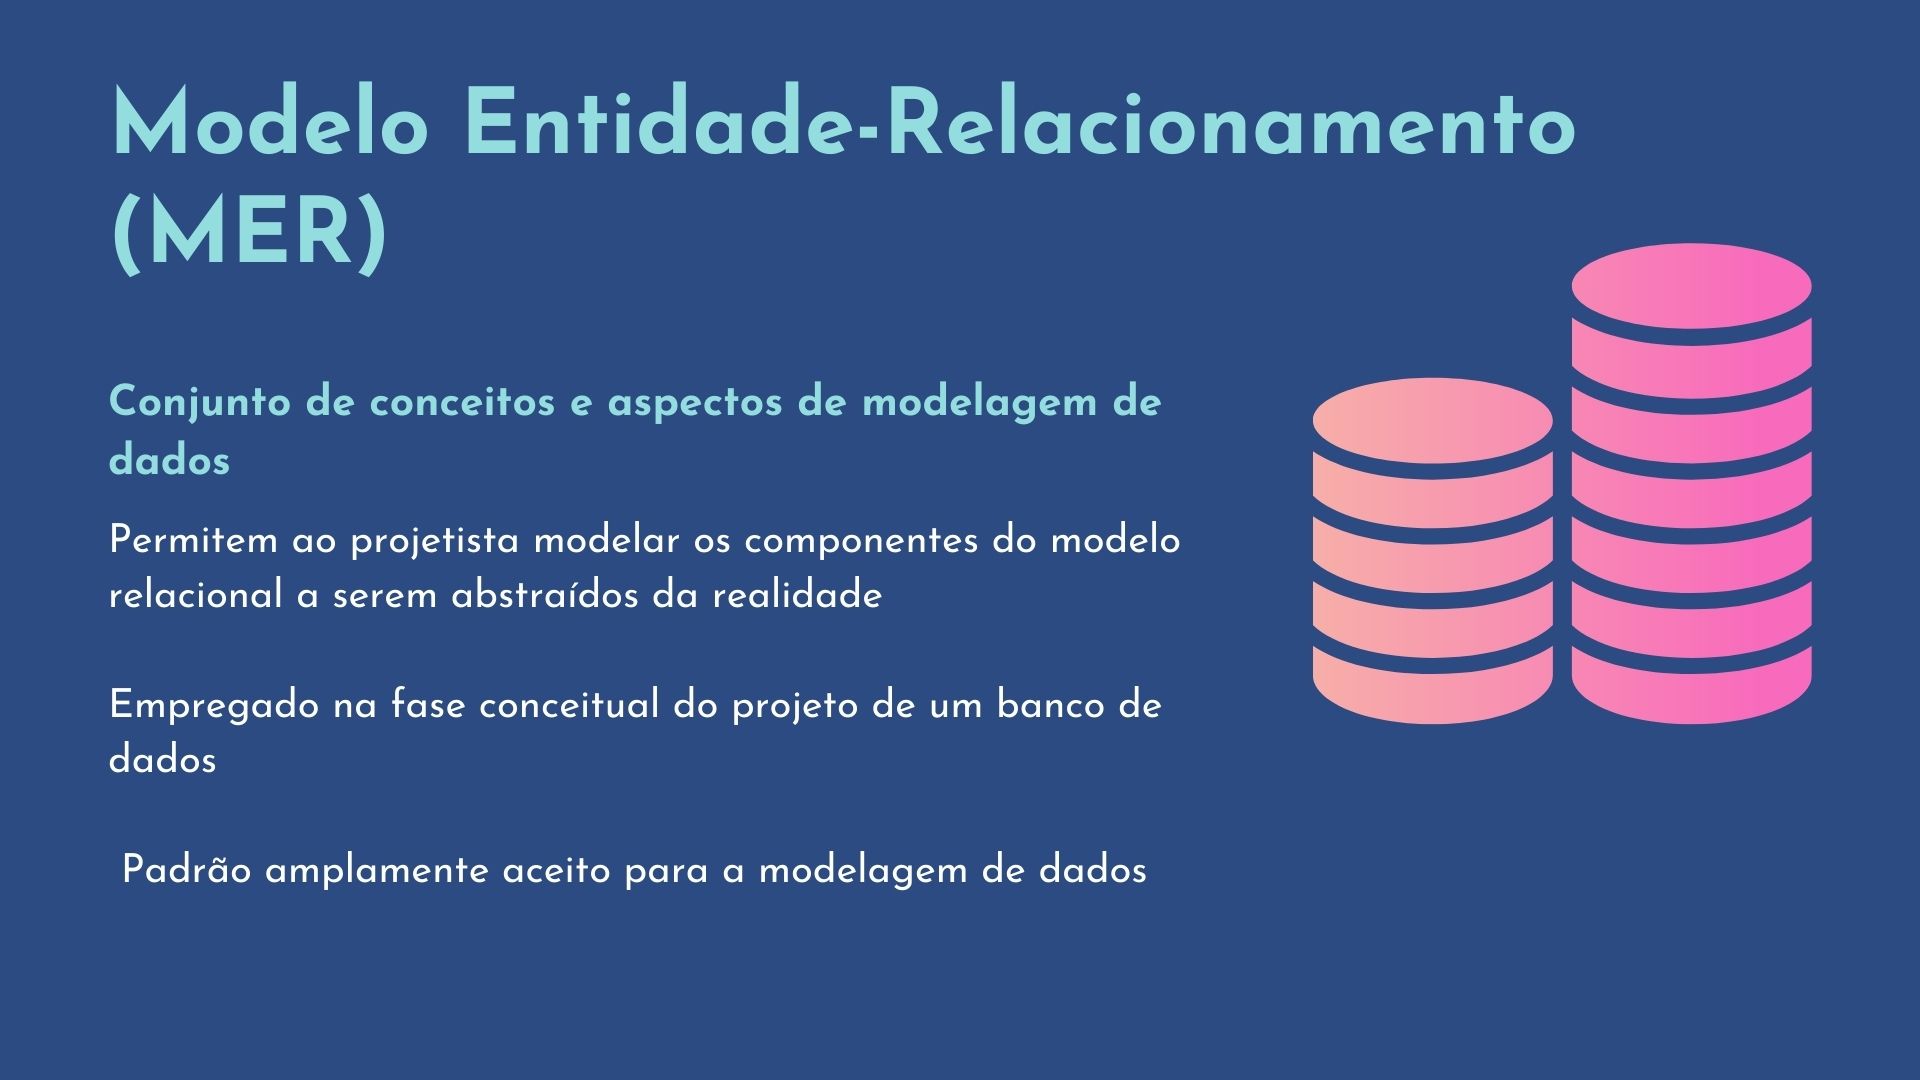 Modelo Entidade-Relacionamento
(MER)
Conjunto de conceitos e aspectos de modelagem de
dados
Permitem ao projetista modelar os componentes do modelo
relacional a serem abstraídos da realidade
Empregado na fase conceitual do projeto de um banco de
dados
Padrão amplamente aceito para a modelagem de dados